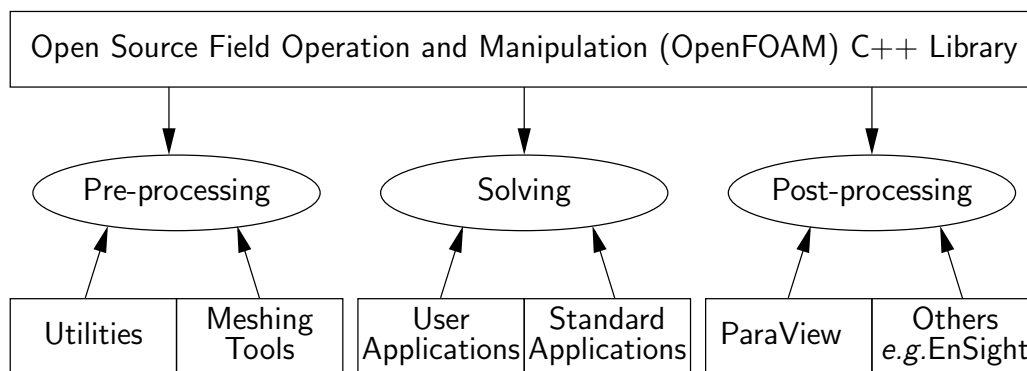 Open Source Field Operation and Manipulation (OpenFOAM) C++ Library
Pre-processing
Solving
Post-processing
Utilities
Meshing
Tools
User
Applications
Standard
Applications
ParaView
Others
e.g.EnSight